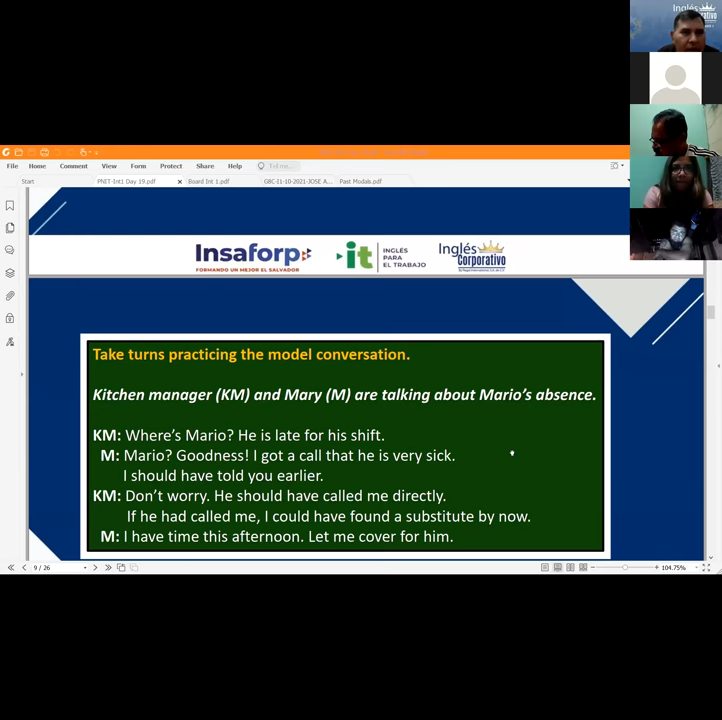 Inglés
File Home Comment View Form Protect Share Help Tell me...
Start PNIT-Int1 Day 19.pdf Board Int 1.pdf G8C-I1-10-2021-JOSE A... Past Modals.pdf
Insaforp
FORMANDO UN MEJOR EL SALVADOR
it
INGLÉS
PARA
EL TRABAJO
Inglés
Corporativo
Take turns practicing the model conversation.
Kitchen manager (KM) and Mary (M) are talking about Mario's absence.
KM: Where's Mario? He is late for his shift.
M: Mario? Goodness! I got a call that he is very sick.
I should have told you earlier.
KM: Don't worry. He should have called me directly.
If he had called me, I could have found a substitute by now.
M: I have time this afternoon. Let me cover for him.
9 / 26
104.75%